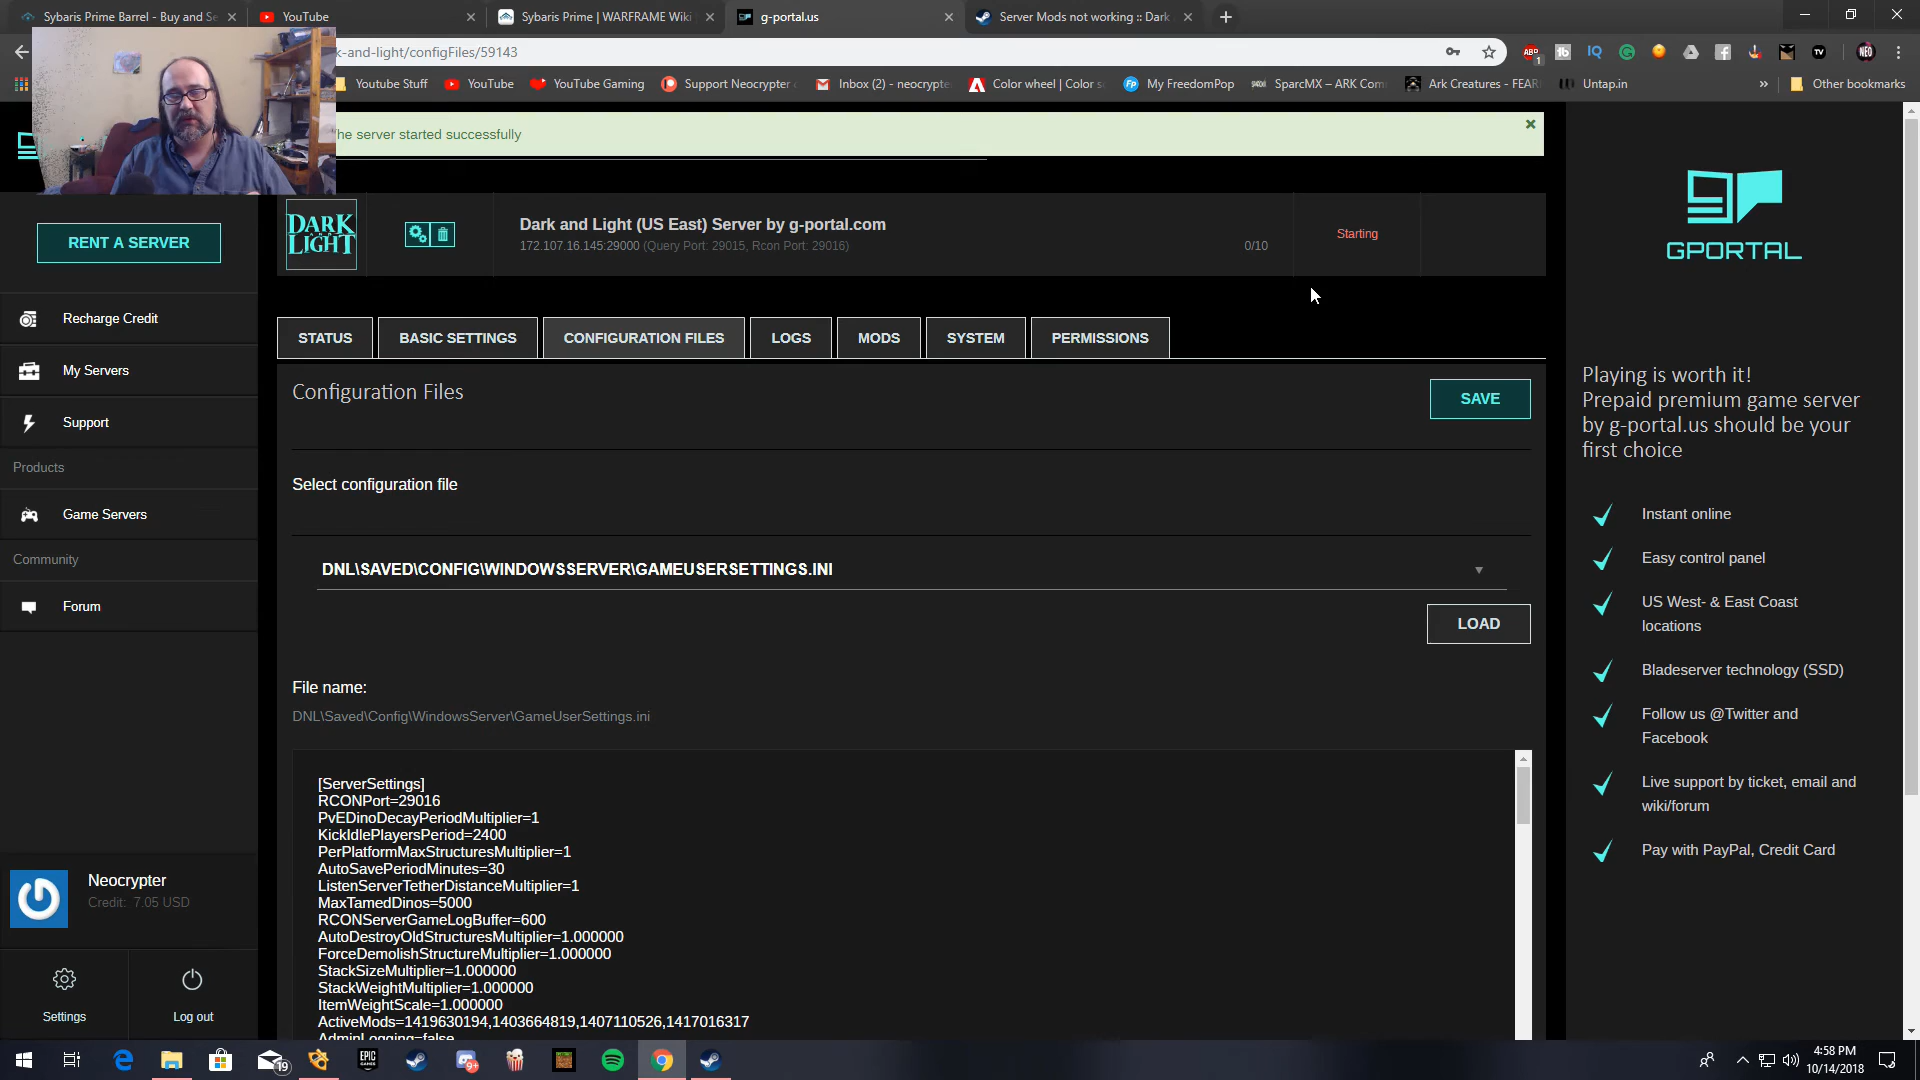 Sybaris Prime Barrel - Buy and Se
YouTube
Sybaris Prime | WARFRAME Wiki
g-portal.us
Server Mods not working :: Dark
k-and-light/configFiles/59143
Youtube Stuff
YouTube
YouTube Gaming
Support Neocrypter
Inbox (2) - neocrypte
Color wheel | Color s
My FreedomPop
SparcMX – ARK Com
Ark Creatures - FEAR
Untap.in
»
Other bookmarks
he server started successfully
RENT A SERVER
Recharge Credit
My Servers
Support
Products
Game Servers
Community
Forum
Neocrypter
Credit: 7.05 USD
Settings
Log out
DARK
AND
LIGHT
Dark and Light (US East) Server by g-portal.com
172.107.16.145:29000 (Query Port: 29015, Rcon Port: 29016)
0/10
Starting
STATUS
BASIC SETTINGS
CONFIGURATION FILES
LOGS
MODS
SYSTEM
PERMISSIONS
Configuration Files
SAVE
Select configuration file
DNL\SAVED\CONFIG\WINDOWSSERVER\GAMEUSERSETTINGS.INI
LOAD
File name:
DNL\Saved\Config\WindowsServer\GameUserSettings.ini
[ServerSettings]
RCONPort=29016
PvEDinoDecayPeriodMultiplier=1
KickIdlePlayersPeriod=2400
PerPlatformMaxStructuresMultiplier=1
AutoSavePeriodMinutes=30
ListenServerTetherDistanceMultiplier=1
MaxTamedDinos=5000
RCONServerGameLogBuffer=600
AutoDestroyOldStructuresMultiplier=1.000000
ForceDemolishStructureMultiplier=1.000000
StackSizeMultiplier=1.000000
StackWeightMultiplier=1.000000
ItemWeightScale=1.000000
ActiveMods=1419630194,1403664819,1407110526,1417016317
AdminLogging=false
GPORTAL
Playing is worth it!
Prepaid premium game server
by g-portal.us should be your
first choice
Instant online
Easy control panel
US West- & East Coast
locations
Bladeserver technology (SSD)
Follow us @Twitter and
Facebook
Live support by ticket, email and
wiki/forum
Pay with PayPal, Credit Card
4:58 PM
10/14/2018